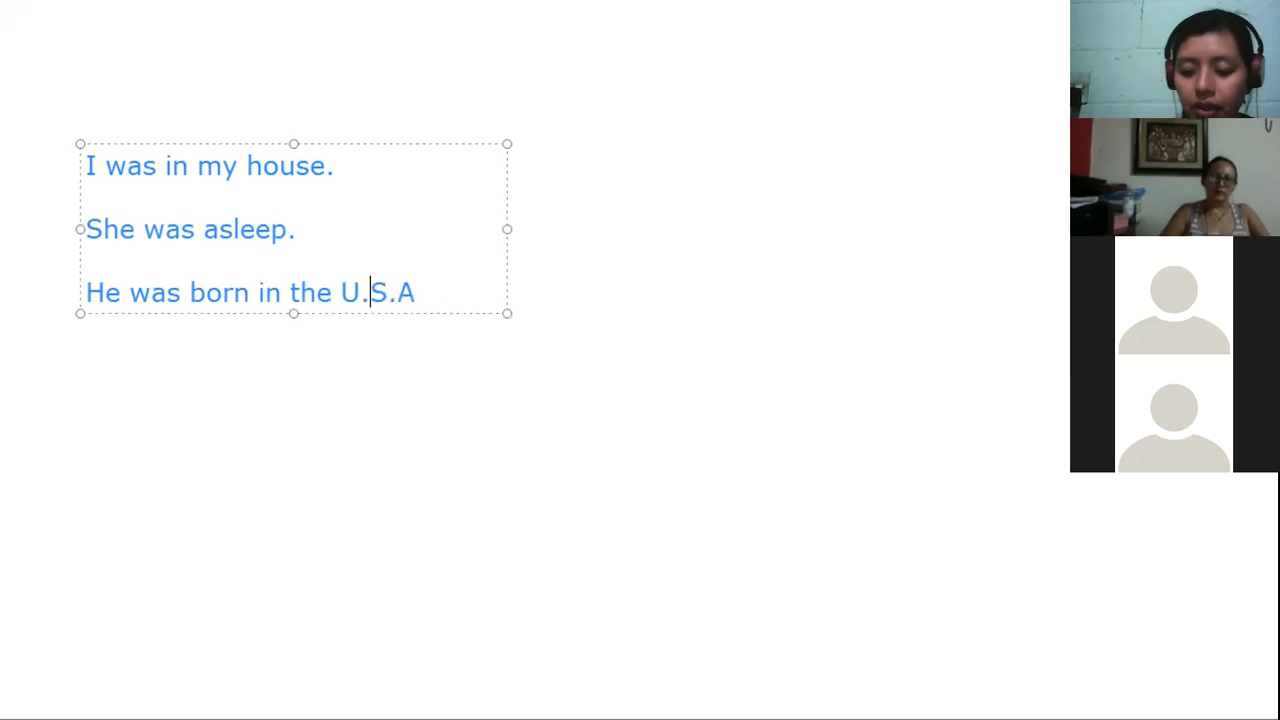 I was in my house.
She was asleep.
He was born in the U.S.A